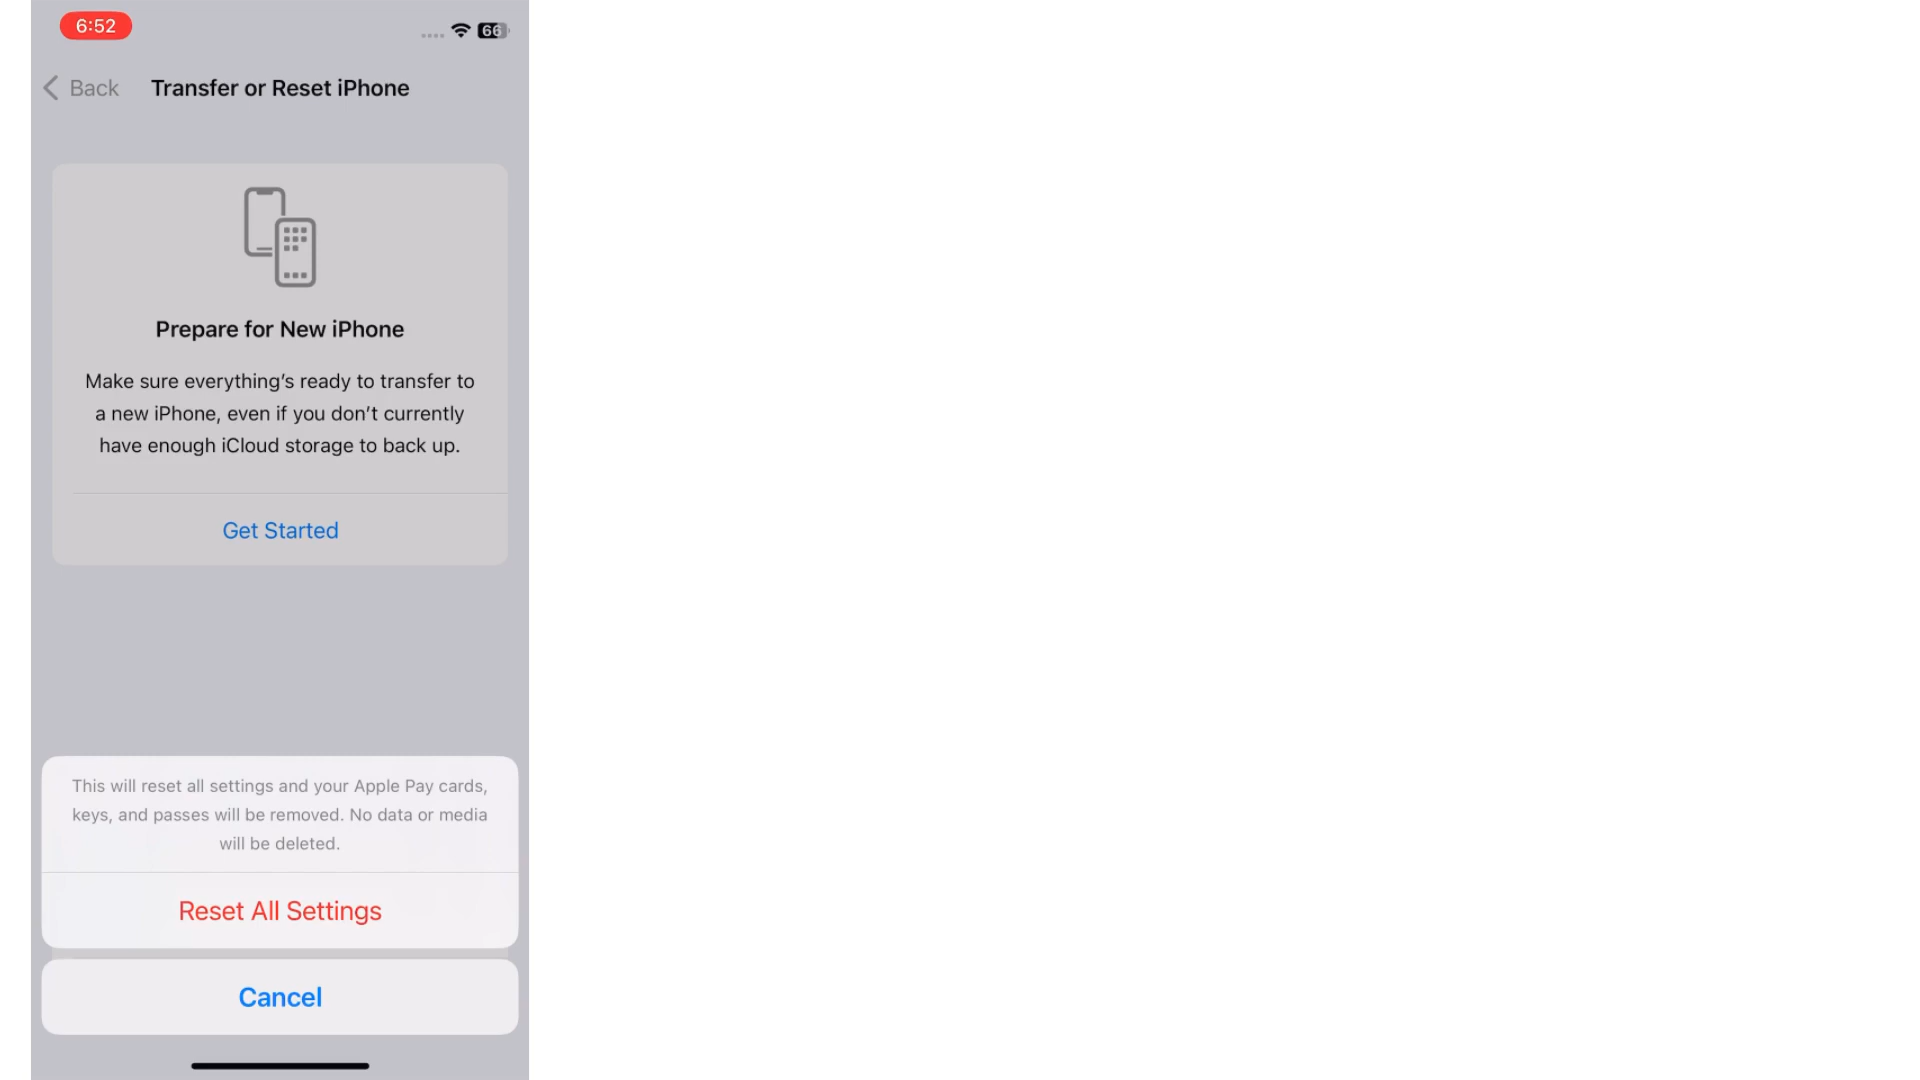 6:52
66
Back
Transfer or Reset iPhone
Prepare for New iPhone
Make sure everything’s ready to transfer to
a new iPhone, even if you don’t currently
have enough iCloud storage to back up.
Get Started
This will reset all settings and your Apple Pay cards,
keys, and passes will be removed. No data or media
will be deleted.
Reset All Settings
Cancel